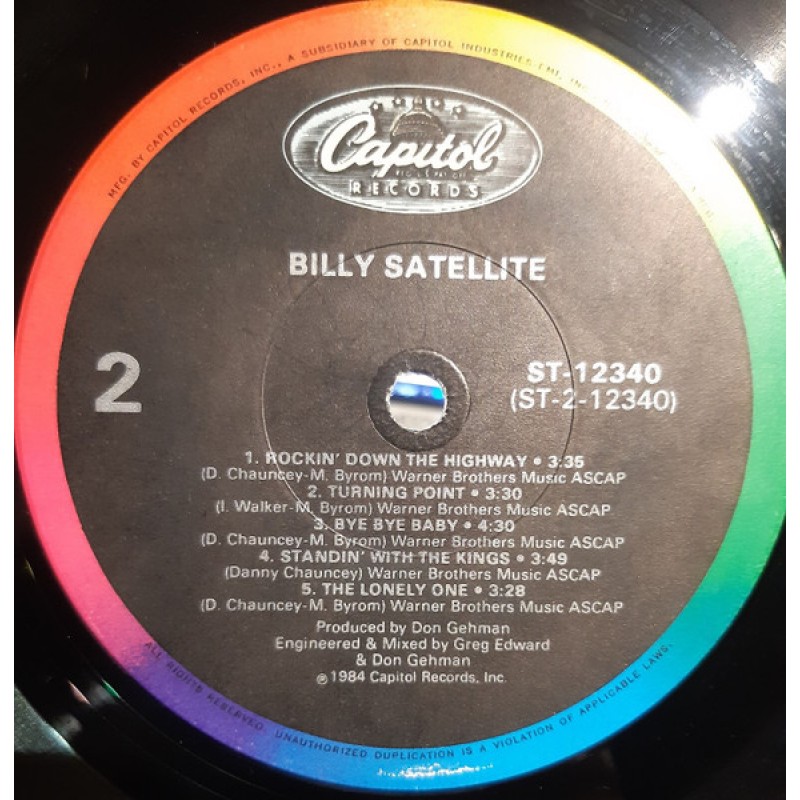 MFG. BY CAPITOL RECORDS, INC., A SUBSIDIARY OF CAPITOL INDUSTRIES-EMI, INC.
Capitol
RECORDS
BILLY SATELLITE
2
ST-12340
(ST-2-12340)
1. ROCKIN' DOWN THE HIGHWAY • 3:35
(D. Chauncey-M. Byrom) Warner Brothers Music ASCAP
2. TURNING POINT • 3:30
(I. Walker-M. Byrom) Warner Brothers Music ASCAP
3. BYE BYE BABY • 4:30
(D. Chauncey-M. Byrom) Warner Brothers Music ASCAP
4. STANDIN' WITH THE KINGS • 3:49
(Danny Chauncey) Warner Brothers Music ASCAP
5. THE LONELY ONE • 3:28
(D. Chauncey-M. Byrom) Warner Brothers Music ASCAP
Produced by Don Gehman
Engineered & Mixed by Greg Edward
& Don Gehman
℗1984 Capitol Records, Inc.
ALL RIGHTS RESERVED. UNAUTHORIZED DUPLICATION IS A VIOLATION OF APPLICABLE LAWS.